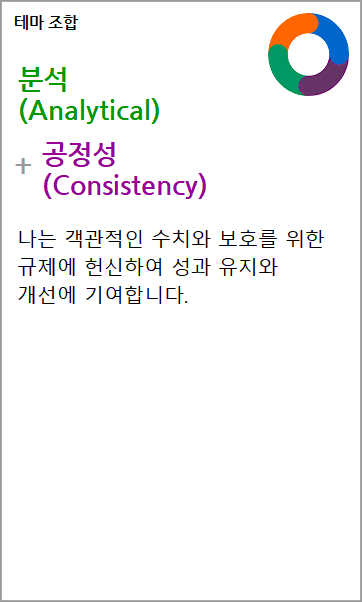 테마 조합
분석
(Analytical)
+ 공정성
(Consistency)
나는 객관적인 수치와 보호를 위한
규제에 헌신하여 성과 유지와
개선에 기여합니다.